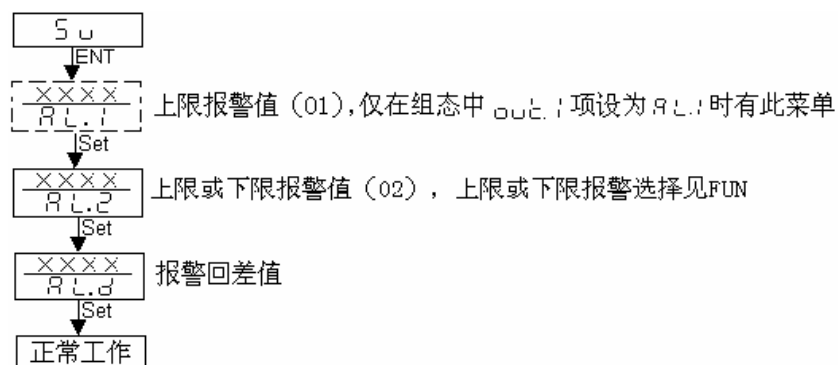 Su
ENT
XXXX
AL.1 上限报警值（01），仅在组态中 out.1 项设为 AL.1 时有此菜单
Set
XXXX
AL.2 上限或下限报警值（02），上限或下限报警选择见FUN
Set
XXXX
AL.d 报警回差值
Set
正常工作